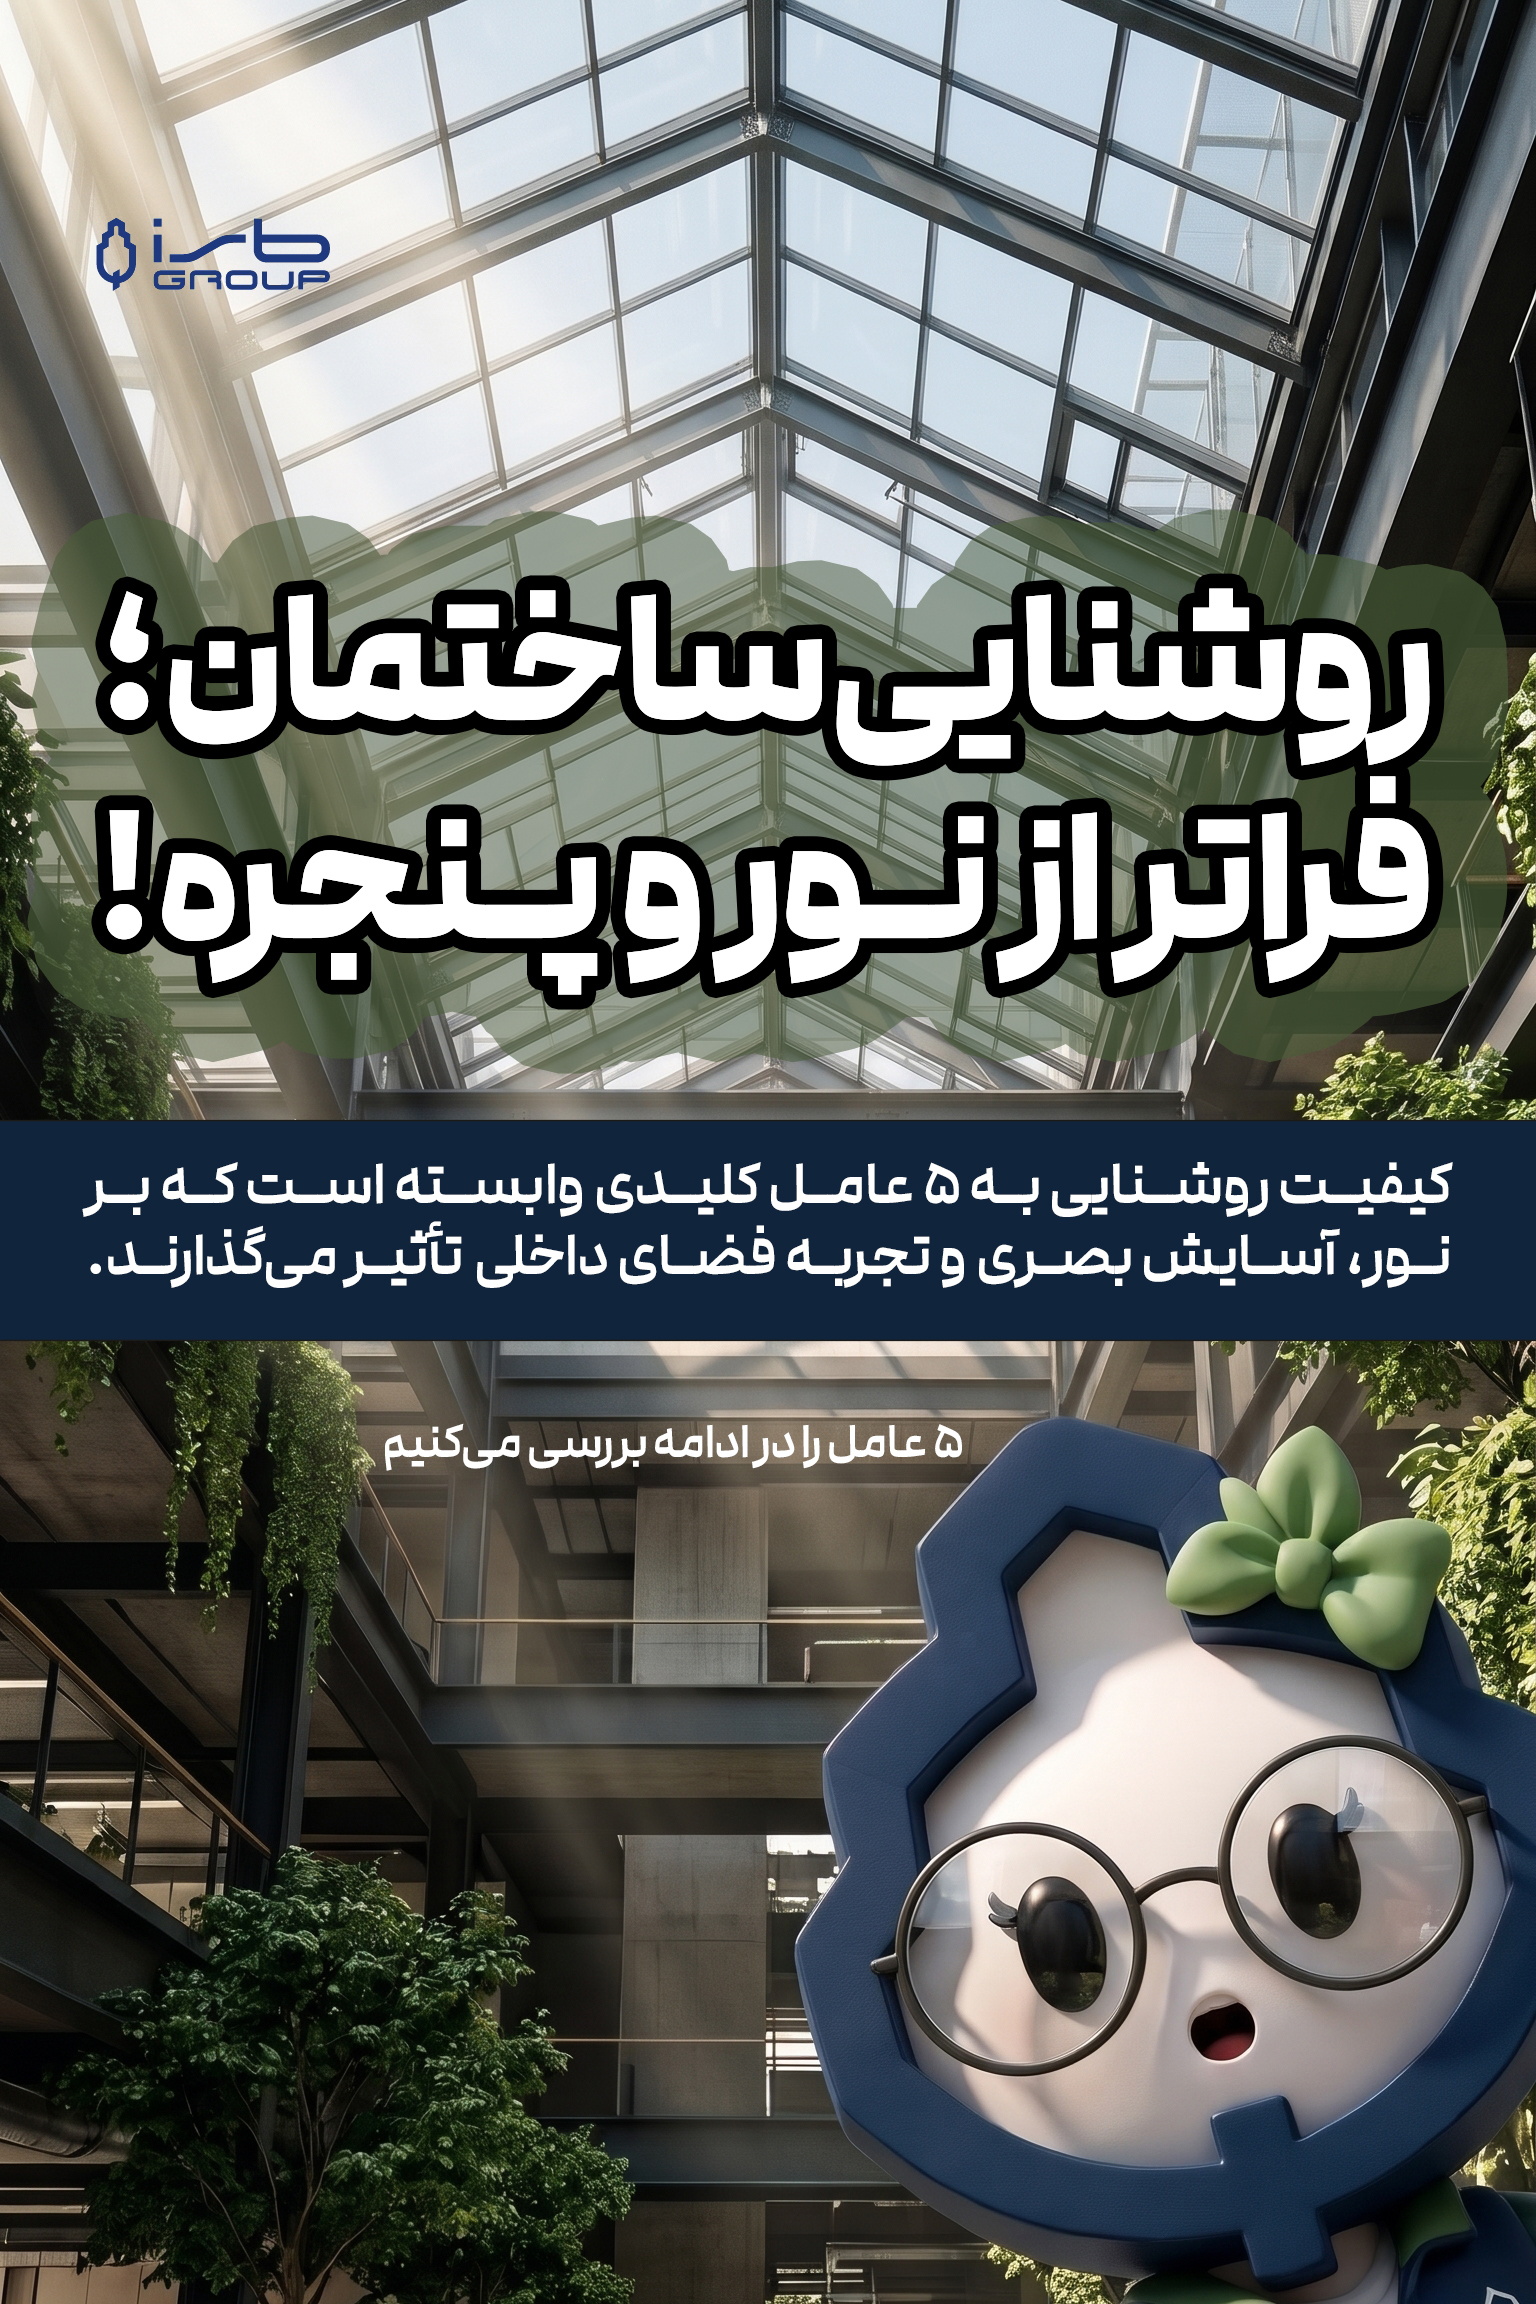 isb
GROUP
روشنایی ساختمان؛
فراتر از نور و پنجره!
کیفیت روشنایی به ۵ عامل کلیدی وابسته است که بر
نور، آسایش بصری و تجربه فضای داخلی تأثیر می‌گذارند.
۵ عامل را در ادامه بررسی می‌کنیم